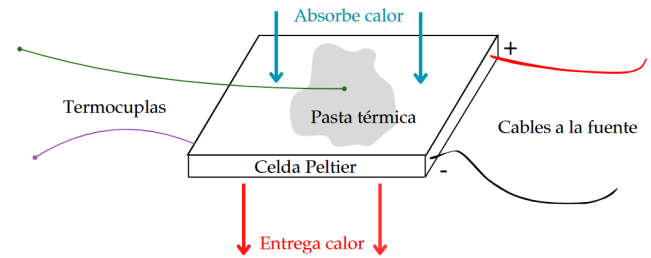 Absorbe calor
+
Termocuplas
Pasta térmica
Cables a la fuente
Celda Peltier
-
Entrega calor